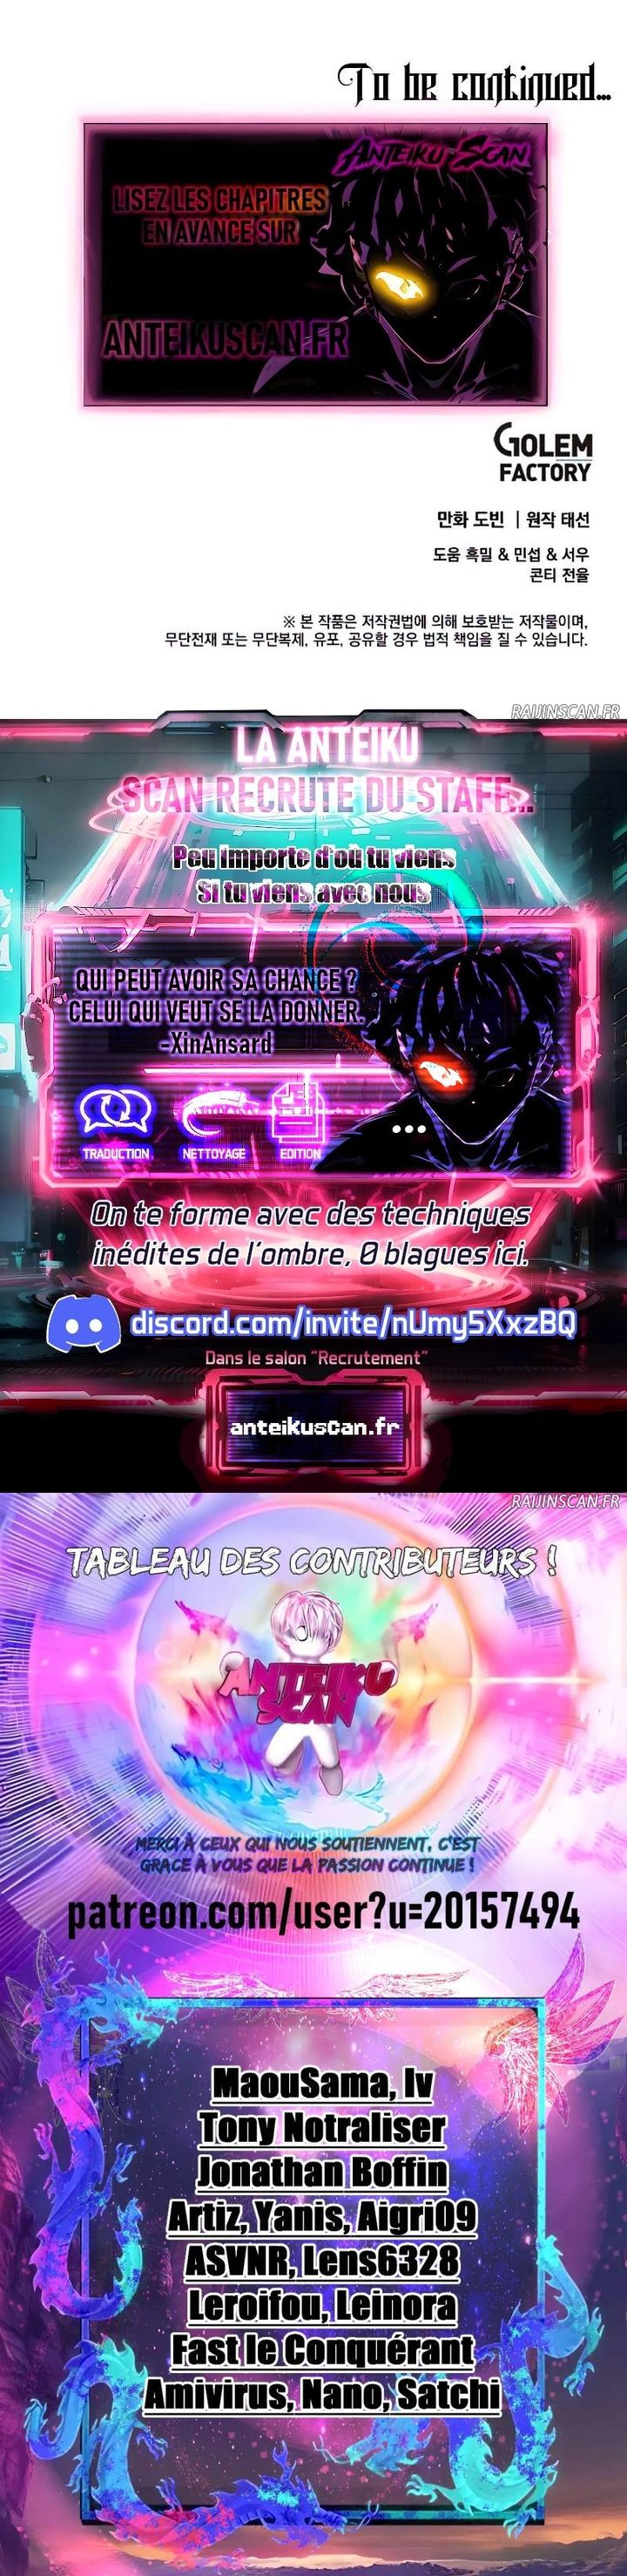 To be continued...
ANTEIKU SCAN
LISEZ LES CHAPITRES
EN AVANCE SUR
ANTEIKUSCAN.FR
GOLEM
FACTORY
만화 도빈 | 원작 태선
도움 흑밀 & 민섭 & 서우
콘티 전율
※ 본 작품은 저작권법에 의해 보호받는 저작물이며,
무단전재 또는 무단복제, 유포, 공유할 경우 법적 책임을 질 수 있습니다.
RAIJINSCAN.FR
LA ANTEIKU
SCAN RECRUTE DU STAFF...
Peu importe d'où tu viens
Si tu viens avec nous
QUI PEUT AVOIR SA CHANCE ?
CELUI QUI VEUT SE LA DONNER.
-XinAnsard
TRADUCTION NETTOYAGE EDITION
...
On te forme avec des techniques
inédites de l'ombre, 0 blagues ici.
discord.com/invite/nUmy5XxzBQ
Dans le salon "Recrutement"
anteikuscan.fr
RAIJINSCAN.FR
TABLEAU DES CONTRIBUTEURS !
ANTEIKU
SCAN
MERCI À CEUX QUI NOUS SOUTIENNENT, C'EST
GRACE À VOUS QUE LA PASSION CONTINUE !
patreon.com/user?u=20157494
MaouSama, Iv
Tony Notraliser
Jonathan Boffin
Artiz, Yanis, Aigri09
ASVNR, Lens6328
Leroifou, Leinora
Fast le Conquérant
Amivirus, Nano, Satchi